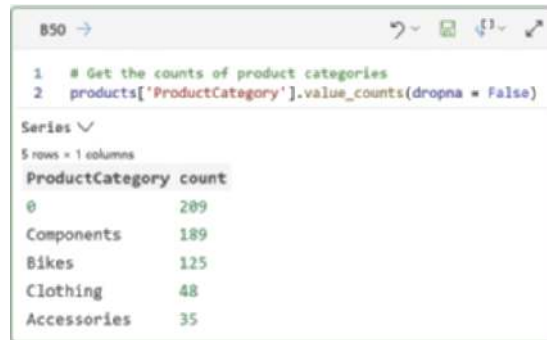 B50 →
1 # Get the counts of product categories
2 products['ProductCategory'].value_counts(dropna = False)
Series
5 rows × 1 columns
ProductCategory count
0 209
Components 189
Bikes 125
Clothing 48
Accessories 35